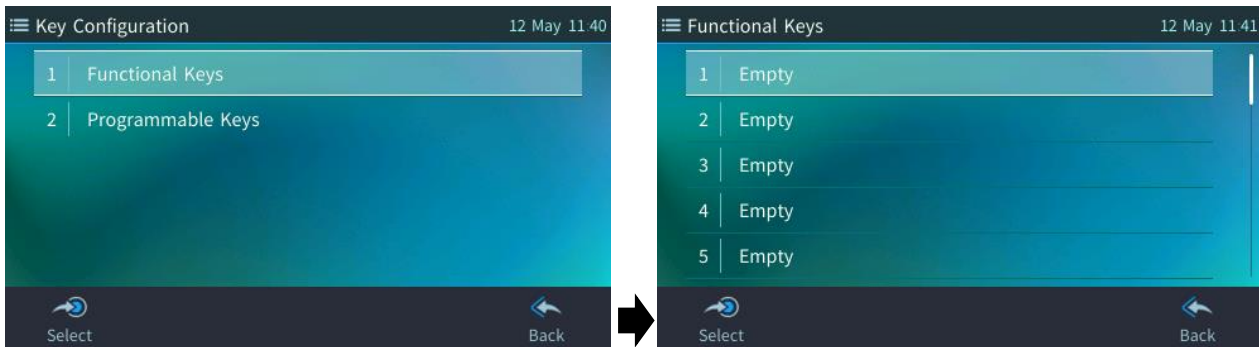 Key Configuration 12 May 11:40
1 Functional Keys
2 Programmable Keys
Select Back
Functional Keys 12 May 11:41
1 Empty
2 Empty
3 Empty
4 Empty
5 Empty
Select Back